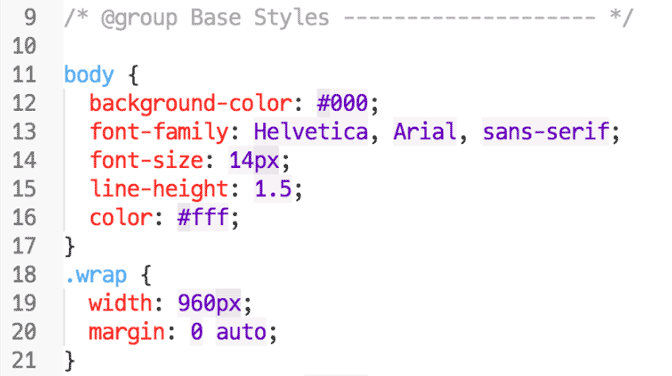 9 /* @group Base Styles -------------------- */
10
11 body {
12   background-color: #000;
13   font-family: Helvetica, Arial, sans-serif;
14   font-size: 14px;
15   line-height: 1.5;
16   color: #fff;
17 }
18 .wrap {
19   width: 960px;
20   margin: 0 auto;
21 }